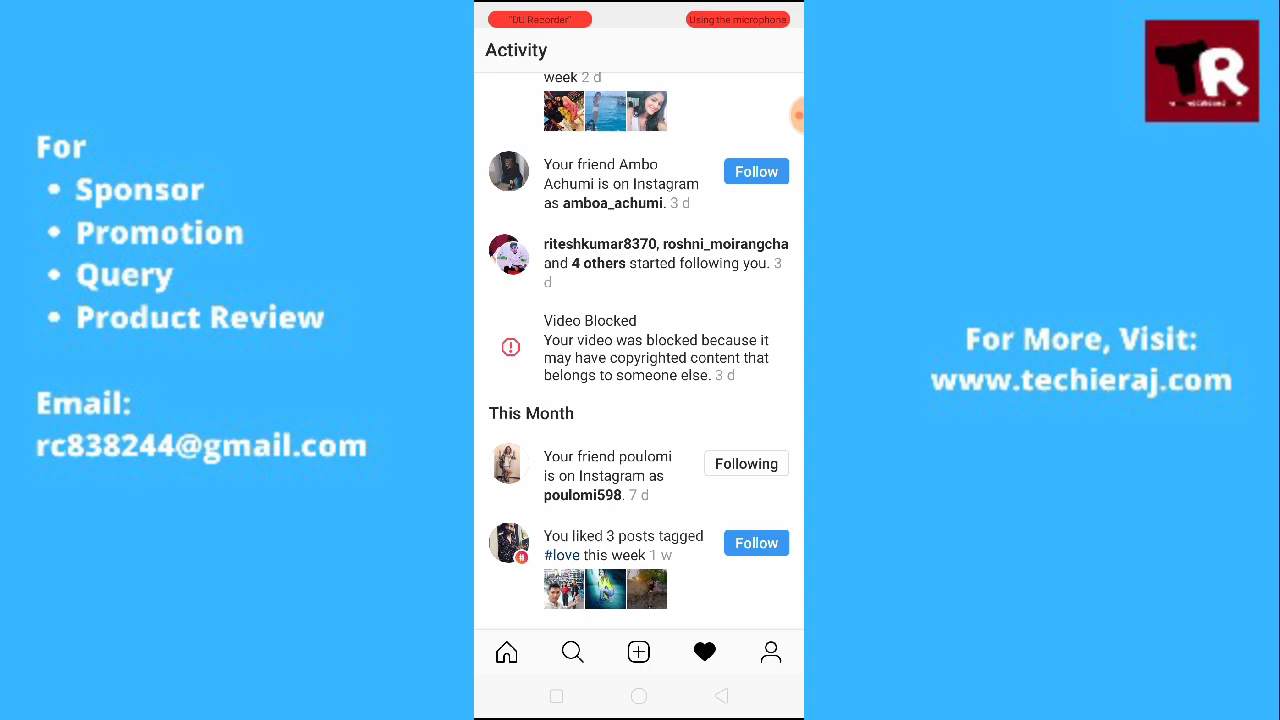 "DU Recorder"
Using the microphone
Activity
week 2 d
Your friend Ambo
Achumi is on Instagram
as amboa_achumi. 3 d
Follow
riteshkumar8370, roshni_moirangcha
and 4 others started following you. 3
d
Video Blocked
Your video was blocked because it
may have copyrighted content that
belongs to someone else. 3 d
This Month
Your friend poulomi
is on Instagram as
poulomi598. 7 d
Following
You liked 3 posts tagged
#love this week 1 w
Follow
For
• Sponsor
• Promotion
• Query
• Product Review
Email:
rc838244@gmail.com
TR
For More, Visit:
www.techieraj.com